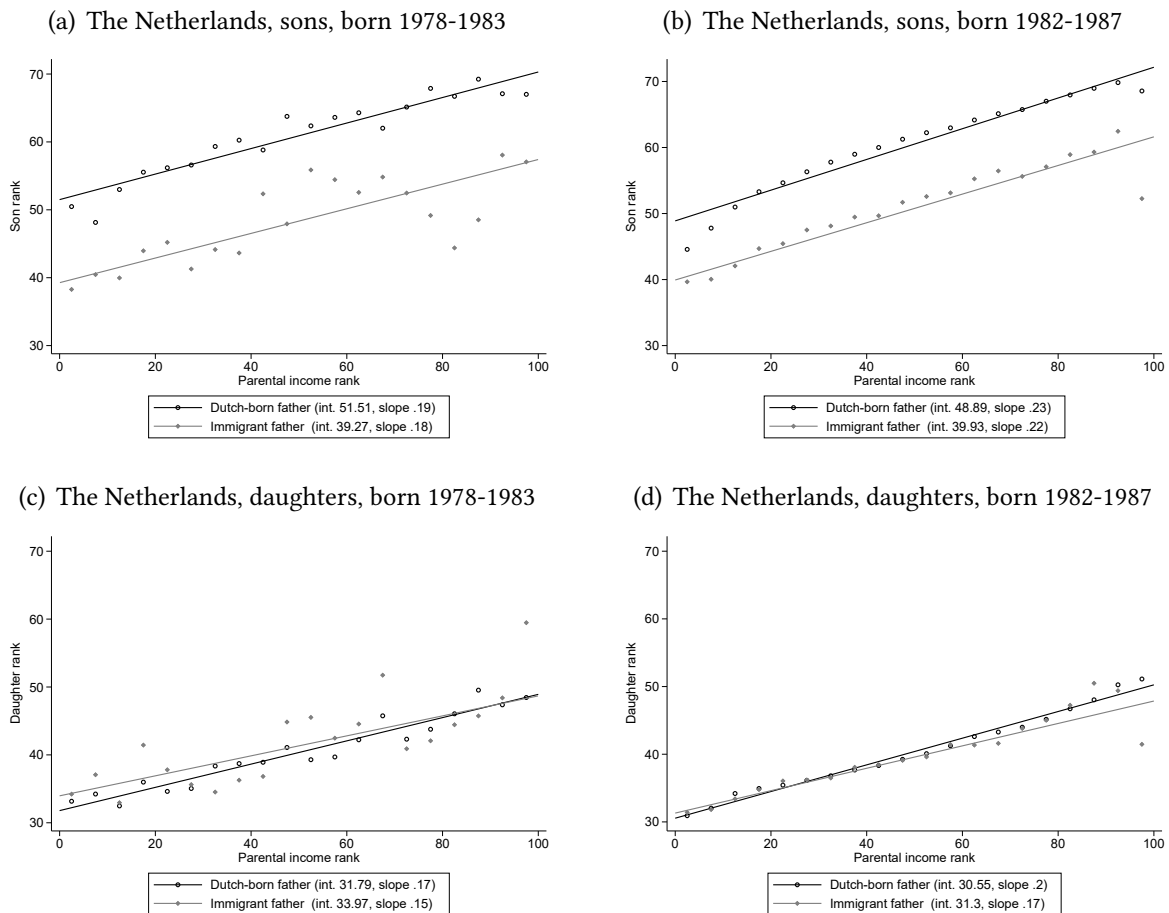 (a) The Netherlands, sons, born 1978-1983
70
60
50
40
30
Son rank
0 20 40 60 80 100
Parental income rank
Dutch-born father (int. 51.51, slope .19)
Immigrant father (int. 39.27, slope .18)
(b) The Netherlands, sons, born 1982-1987
70
60
50
40
30
Son rank
0 20 40 60 80 100
Parental income rank
Dutch-born father (int. 48.89, slope .23)
Immigrant father (int. 39.93, slope .22)
(c) The Netherlands, daughters, born 1978-1983
70
60
50
40
30
Daughter rank
0 20 40 60 80 100
Parental income rank
Dutch-born father (int. 31.79, slope .17)
Immigrant father (int. 33.97, slope .15)
(d) The Netherlands, daughters, born 1982-1987
70
60
50
40
30
Daughter rank
0 20 40 60 80 100
Parental income rank
Dutch-born father (int. 30.55, slope .2)
Immigrant father (int. 31.3, slope .17)